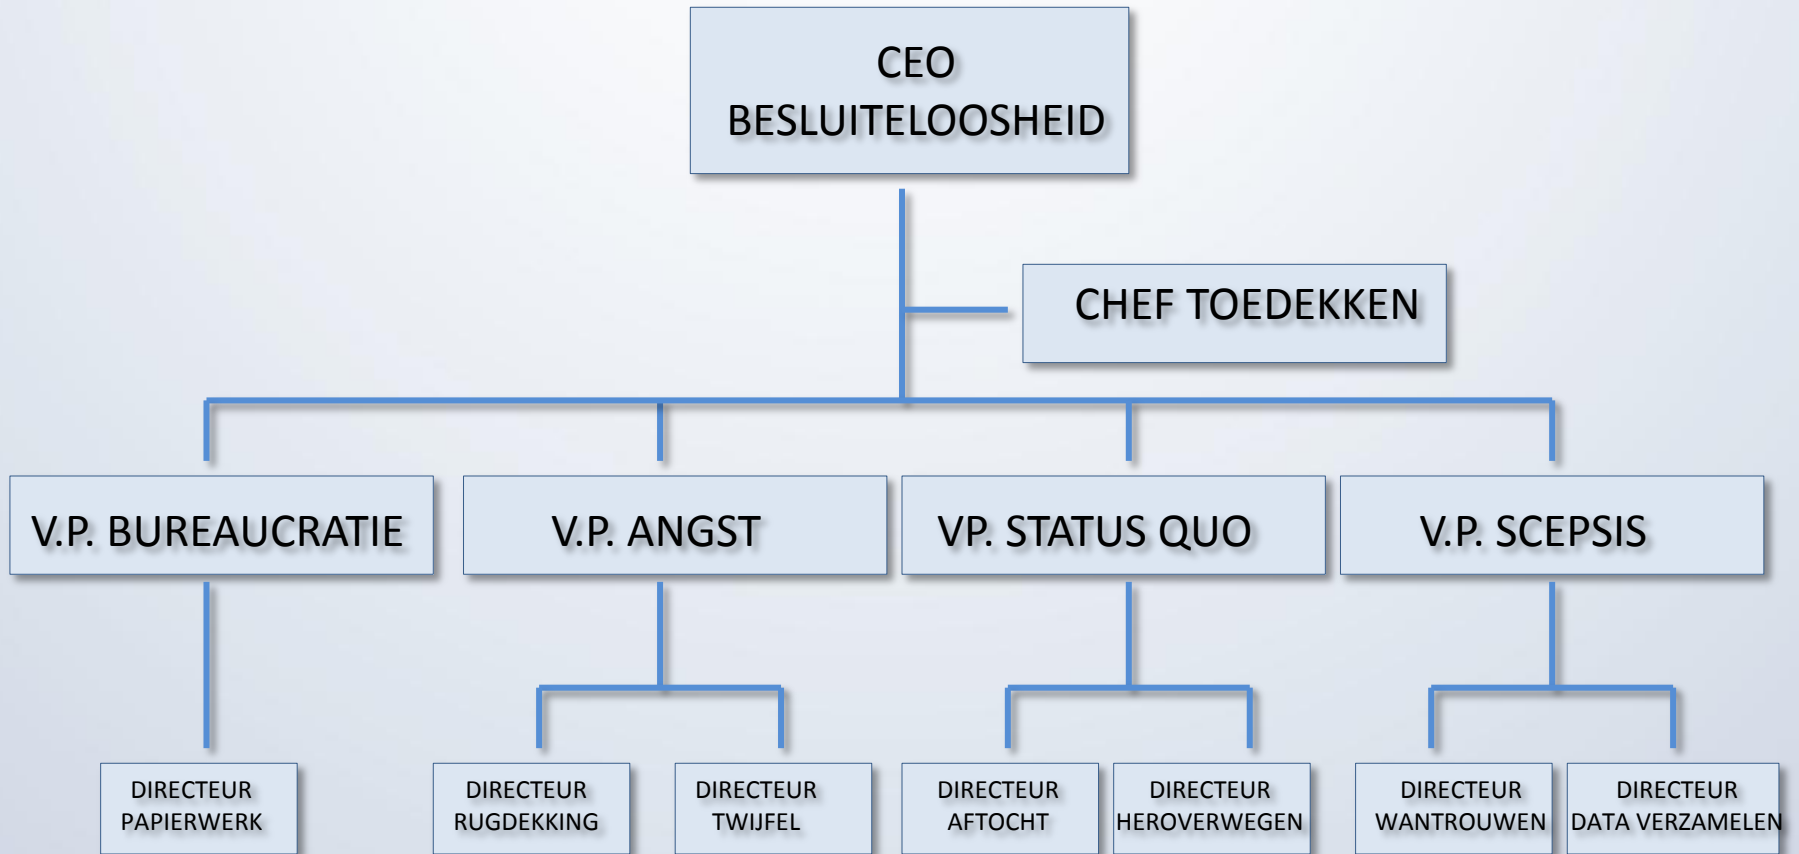 CEO
BESLUITELOOSHEID
CHEF TOEDEKKEN
V.P. BUREAUCRATIE
V.P. ANGST
VP. STATUS QUO
V.P. SCEPSIS
DIRECTEUR
PAPIERWERK
DIRECTEUR
RUGDEKKING
DIRECTEUR
TWIJFEL
DIRECTEUR
AFTOCHT
DIRECTEUR
HEROVERWEGEN
DIRECTEUR
WANTROUWEN
DIRECTEUR
DATA VERZAMELEN